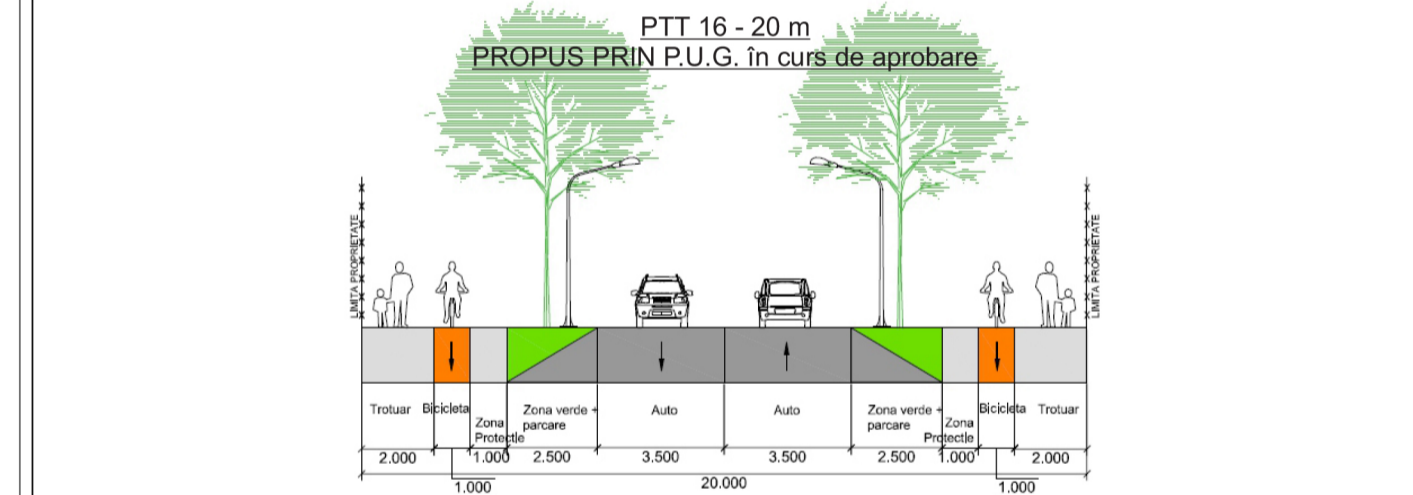 PTT 16 - 20 m
PROPUS PRIN P.U.G. în curs de aprobare
LIMITA PROPRIETATE
LIMITA PROPRIETATE
Trotuar
Bicicleta
Zona
Protectie
Zona verde +
parcare
Auto
Auto
Zona verde +
parcare
Zona
Protectie
Bicicleta
Trotuar
2.000
1.000
1.000
2.500
3.500
3.500
2.500
1.000
1.000
2.000
20.000